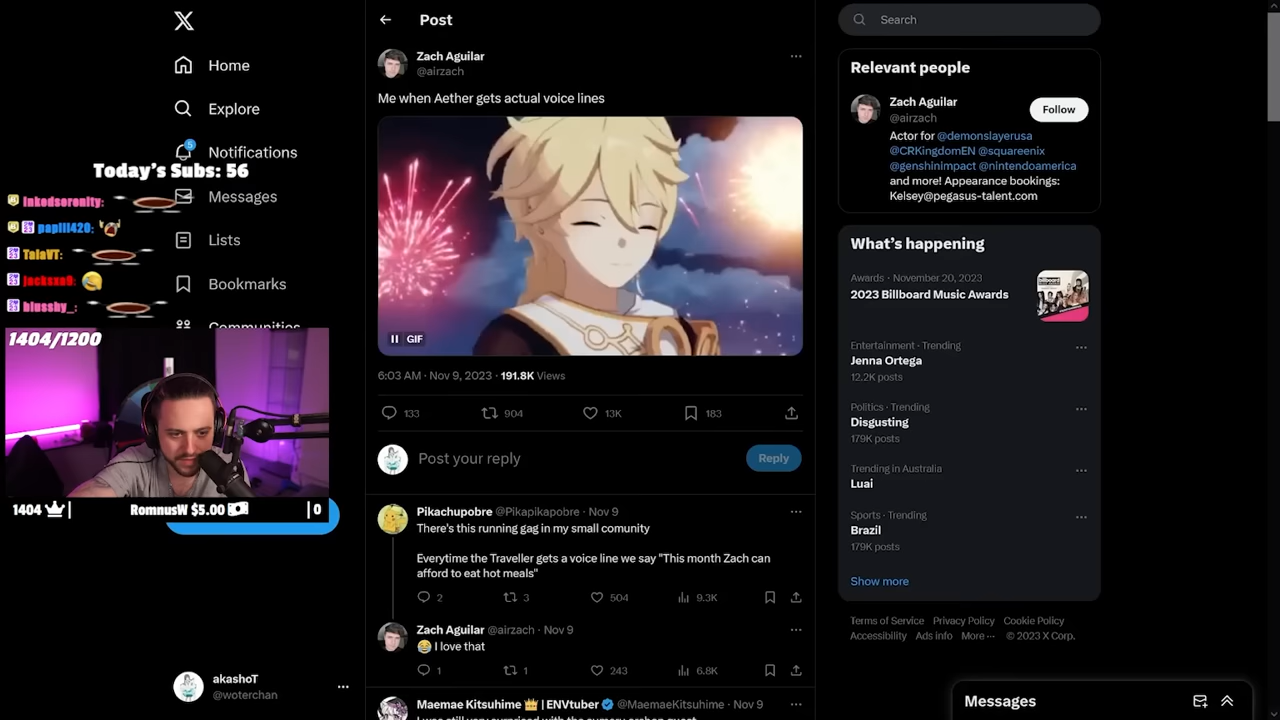 Home
Explore
5
Notifications
Today's Subs: 56
Messages
inkedserenity:
papiii420:
Lists
TalaVT:
Bookmarks
blussby_:
Communities
1404/1200
1404 |
RomnusW $5.00
| 0
akashoT
@woterchan
Post
Zach Aguilar
@airzach
Me when Aether gets actual voice lines
GIF
6:03 AM · Nov 9, 2023 · 191.8K Views
133
904
13K
183
Post your reply
Reply
Pikachupobre @Pikapikapobre · Nov 9
There's this running gag in my small comunity
Everytime the Traveller gets a voice line we say "This month Zach can
afford to eat hot meals"
2
3
504
9.3K
Zach Aguilar @airzach · Nov 9
I love that
1
1
243
6.8K
Maemae Kitsuhime | ENVtuber @MaemaeKitsuhime · Nov 9
Search
Relevant people
Zach Aguilar
@airzach
Follow
Actor for @demonslayerusa
@CRKingdomEN @squareenix
@genshinimpact @nintendoamerica
and more! Appearance bookings:
Kelsey@pegasus-talent.com
What's happening
Awards · November 20, 2023
2023 Billboard Music Awards
Entertainment · Trending
Jenna Ortega
12.2K posts
Politics · Trending
Disgusting
179K posts
Trending in Australia
Luai
Sports · Trending
Brazil
179K posts
Show more
Terms of Service Privacy Policy Cookie Policy
Accessibility Ads info More ··· © 2023 X Corp.
Messages